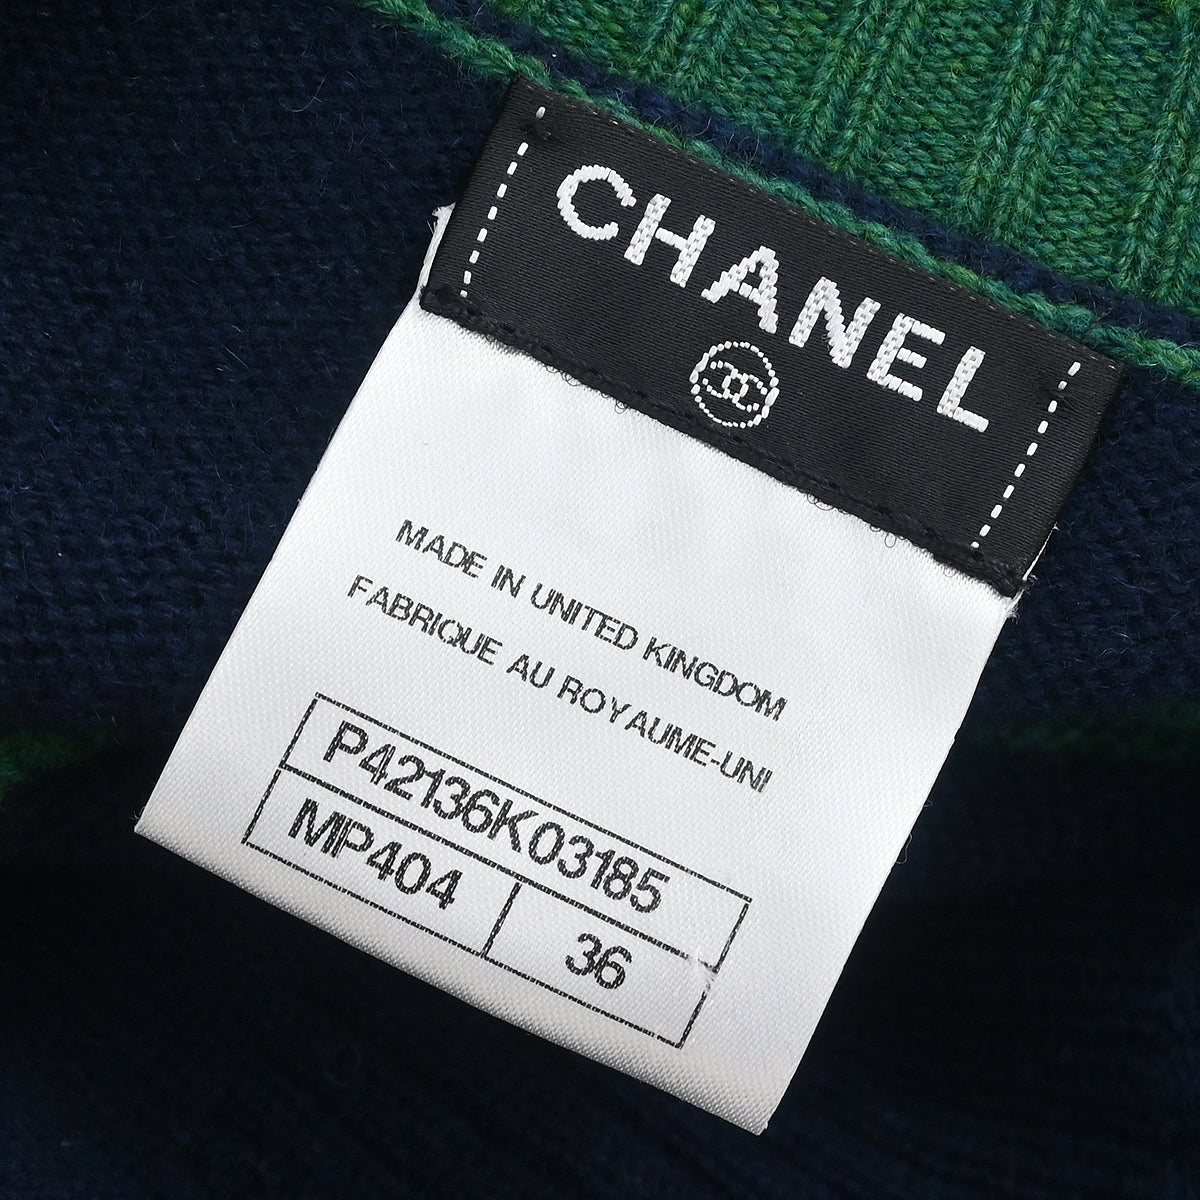 CHANEL
MADE IN UNITED KINGDOM
FABRIQUE AU ROYAUME-UNI
P42136K03185
MP404 36